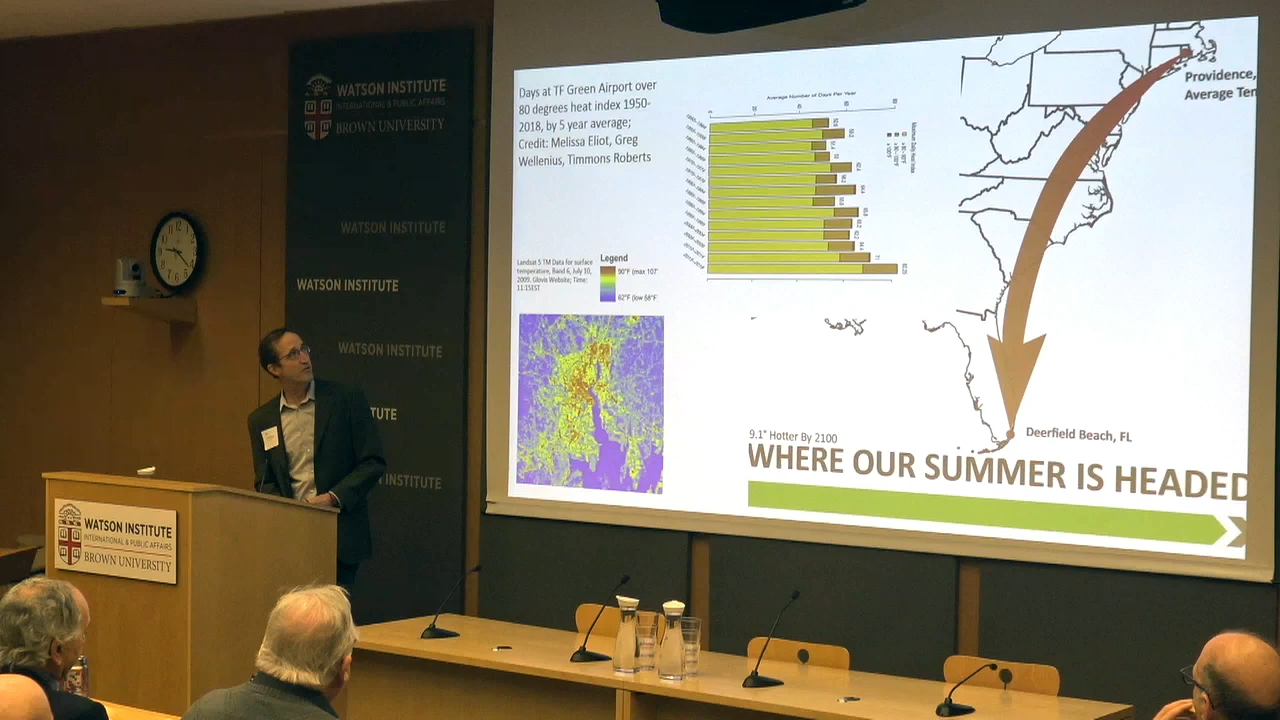 WATSON INSTITUTE
INTERNATIONAL & PUBLIC AFFAIRS
BROWN UNIVERSITY
WATSON INSTITUTE
WATSON INSTITUTE
WATSON INSTITUTE
TUTE
INSTITUTE
WATSON INSTITUTE
INTERNATIONAL & PUBLIC AFFAIRS
BROWN UNIVERSITY
Days at TF Green Airport over
80 degrees heat index 1950-
2018, by 5 year average;
Credit: Melissa Eliot, Greg
Wellenius, Timmons Roberts
Average Number of Days Per Year
Landsat 5 TM Data for surface
temperature, Band 6, July 10,
2009. Glovis Website; Time:
11:15EST
Legend
90°F (max 107°
62°F (low 58°F
Providence,
Average Ten
Deerfield Beach, FL
9.1° Hotter By 2100
WHERE OUR SUMMER IS HEADED